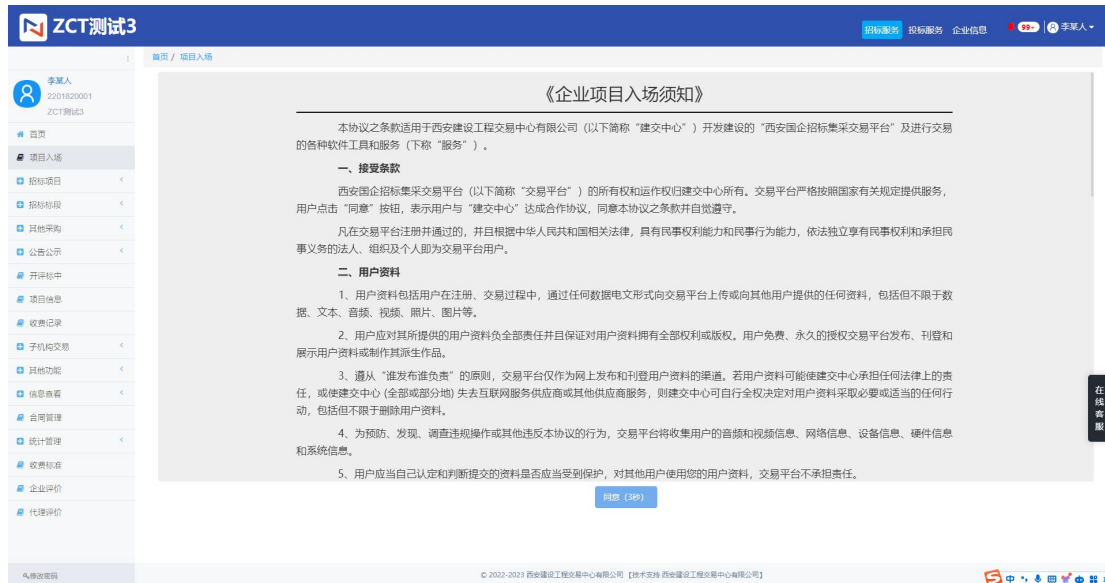 ZCT测试3
招标服务 投标服务 企业信息 99+ 李某人
首页 / 项目入场
李某人
2201820001
ZCT测试3
首页
项目入场
招标项目
招标标段
其他采购
公告公示
开评标中
项目信息
收费记录
子机构交易
其他功能
信息查看
合同管理
统计管理
收费标准
企业评价
代理评价
修改密码
《企业项目入场须知》
本协议之条款适用于西安建设工程交易中心有限公司（以下简称“建交中心”）开发建设的“西安国企招标集采交易平台”及进行交易
的各种软件工具和服务（下称“服务”）。
一、接受条款
西安国企招标集采交易平台（以下简称“交易平台”）的所有权和运作权归建交中心所有。交易平台严格按照国家有关规定提供服务，
用户点击“同意”按钮，表示用户与“建交中心”达成合作协议，同意本协议之条款并自觉遵守。
凡在交易平台注册并通过的，并且根据中华人民共和国相关法律，具有民事权利能力和民事行为能力，依法独立享有民事权利和承担民
事义务的法人、组织及个人即为交易平台用户。
二、用户资料
1、用户资料包括用户在注册、交易过程中，通过任何数据电文形式向交易平台上传或向其他用户提供的任何资料，包括但不限于数
据、文本、音频、视频、照片、图片等。
2、用户应对其所提供的用户资料负全部责任并且保证对用户资料拥有全部权利或版权。用户免费、永久的授权交易平台发布、刊登和
展示用户资料或制作其派生作品。
3、遵从“谁发布谁负责”的原则，交易平台仅作为网上发布和刊登用户资料的渠道。若用户资料可能使建交中心承担任何法律上的责
任，或使建交中心 (全部或部分地) 失去互联网服务供应商或其他供应商服务，则建交中心可自行全权决定对用户资料采取必要或适当的任何行
动，包括但不限于删除用户资料。
4、为预防、发现、调查违规操作或其他违反本协议的行为，交易平台将收集用户的音频和视频信息、网络信息、设备信息、硬件信息
和系统信息。
5、用户应当自己认定和判断提交的资料是否应当受到保护，对其他用户使用您的用户资料，交易平台不承担责任。
同意（3秒）
在线客服
© 2022-2023 西安建设工程交易中心有限公司 【技术支持 西安建设工程交易中心有限公司】
中